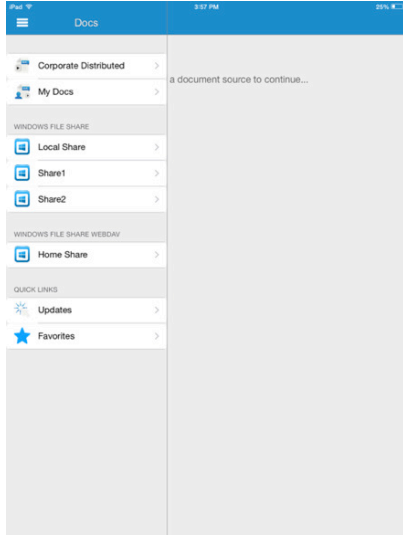 iPad 3:57 PM 25%
Docs
Corporate Distributed
My Docs
a document source to continue...
WINDOWS FILE SHARE
Local Share
Share1
Share2
WINDOWS FILE SHARE WEBDAV
Home Share
QUICK LINKS
Updates
Favorites